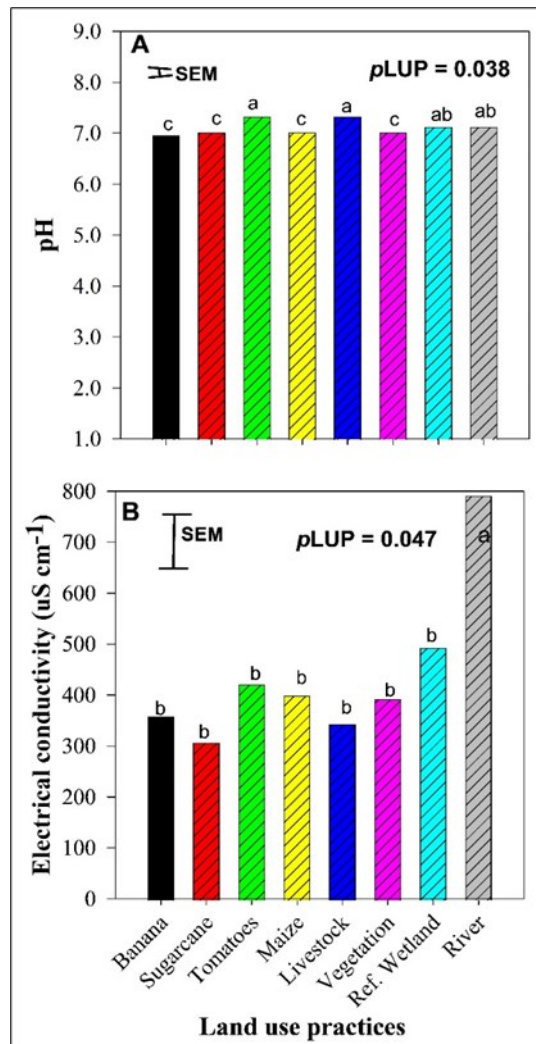 A
SEM
pLUP = 0.038
9.0
8.0
7.0
6.0
5.0
4.0
3.0
2.0
1.0
pH
c c a c a c ab ab
B
SEM
pLUP = 0.047
800
700
600
500
400
300
200
100
0
Electrical conductivity (uS cm-1)
b b b b b b b a
Banana
Sugarcane
Tomatoes
Maize
Livestock
Vegetation
Ref. Wetland
River
Land use practices